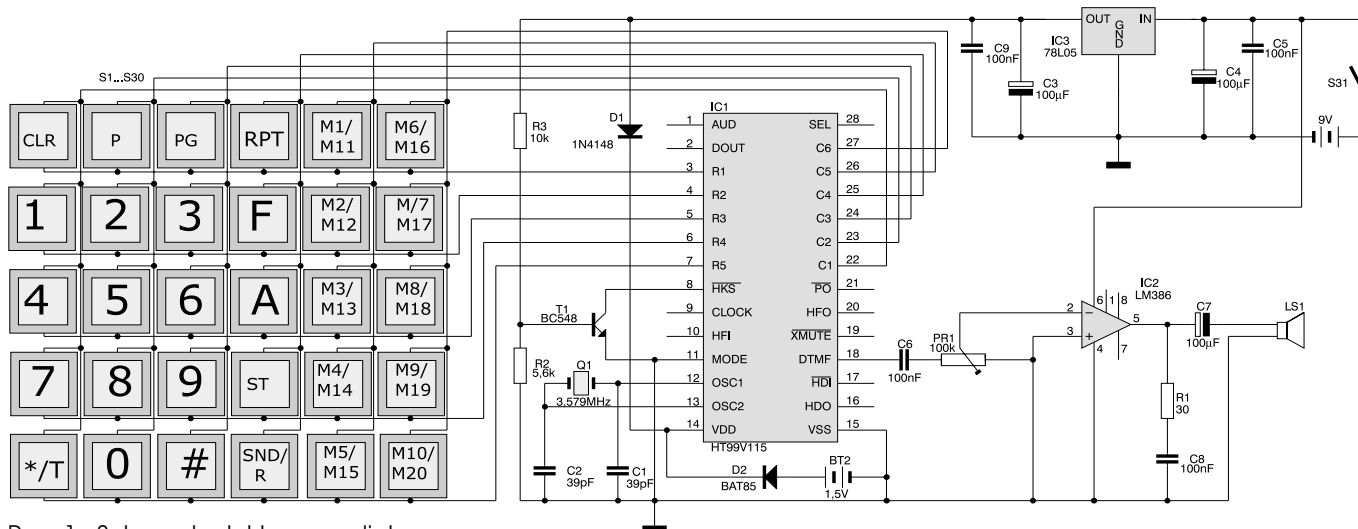 S1...S30
CLR
P
PG
RPT
M1/
M11
M6/
M16
1
2
3
F
M2/
M12
M/7
M17
4
5
6
A
M3/
M13
M8/
M18
7
8
9
ST
M4/
M14
M9/
M19
*/T
0
#
SND/
R
M5/
M15
M10/
M20
R3
10k
D1
1N4148
T1
BC548
R2
5,6k
Q1
3.579MHz
C2
39pF
C1
39pF
D2
BAT85
BT2
1,5V
IC1
1 AUD SEL 28
2 DOUT C6 27
3 R1 C5 26
4 R2 C4 25
5 R3 C3 24
6 R4 C2 23
7 R5 C1 22
8 HKS PO 21
9 CLOCK HFO 20
10 HFI XMUTE 19
11 MODE DTMF 18
12 OSC1 HDI 17
13 OSC2 HDO 16
14 VDD VSS 15
HT99V115
C9
100nF
C3
100µF
IC3
78L05
OUT GND IN
C4
100µF
C5
100nF
S31
9V
C6
100nF
PR1
100k
IC2
LM386
2
3
6
1
8
5
4
7
C7
100µF
LS1
R1
30
C8
100nF